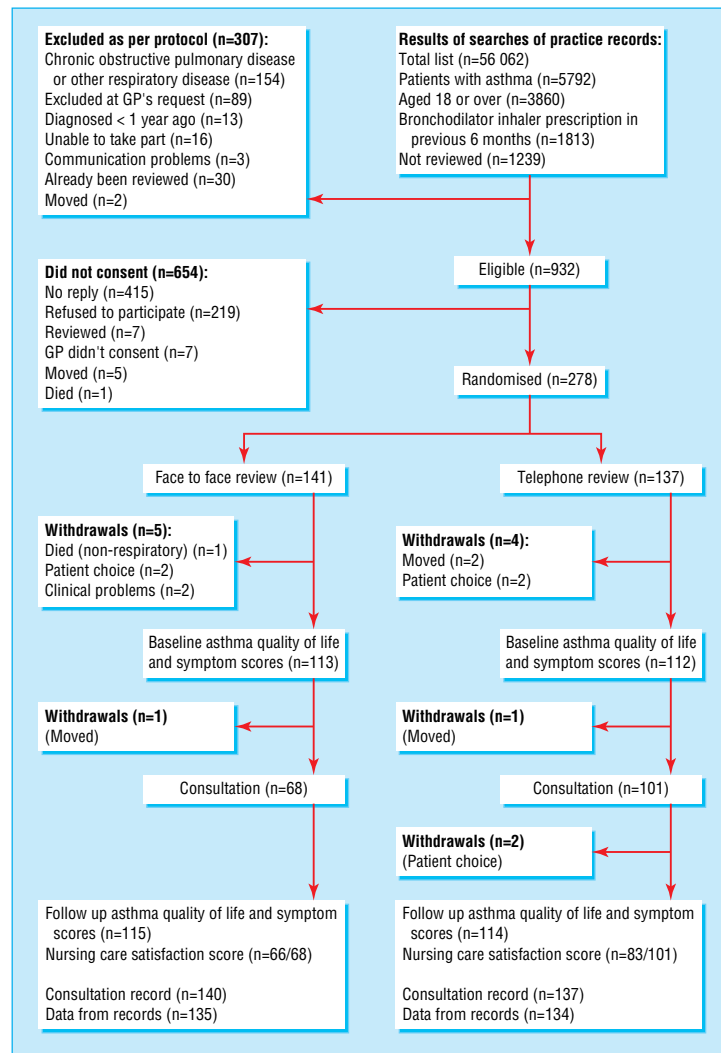 Excluded as per protocol (n=307):
Chronic obstructive pulmonary disease
or other respiratory disease (n=154)
Excluded at GP's request (n=89)
Diagnosed < 1 year ago (n=13)
Unable to take part (n=16)
Communication problems (n=3)
Already been reviewed (n=30)
Moved (n=2)
Results of searches of practice records:
Total list (n=56 062)
Patients with asthma (n=5792)
Aged 18 or over (n=3860)
Bronchodilator inhaler prescription in
previous 6 months (n=1813)
Not reviewed (n=1239)
Eligible (n=932)
Did not consent (n=654):
No reply (n=415)
Refused to participate (n=219)
Reviewed (n=7)
GP didn't consent (n=7)
Moved (n=5)
Died (n=1)
Randomised (n=278)
Face to face review (n=141)
Telephone review (n=137)
Withdrawals (n=5):
Died (non-respiratory) (n=1)
Patient choice (n=2)
Clinical problems (n=2)
Withdrawals (n=4):
Moved (n=2)
Patient choice (n=2)
Baseline asthma quality of life
and symptom scores (n=113)
Baseline asthma quality of life
and symptom scores (n=112)
Withdrawals (n=1)
(Moved)
Withdrawals (n=1)
(Moved)
Consultation (n=68)
Consultation (n=101)
Withdrawals (n=2)
(Patient choice)
Follow up asthma quality of life and symptom
scores (n=115)
Nursing care satisfaction score (n=66/68)
Consultation record (n=140)
Data from records (n=135)
Follow up asthma quality of life and symptom
scores (n=114)
Nursing care satisfaction score (n=83/101)
Consultation record (n=137)
Data from records (n=134)